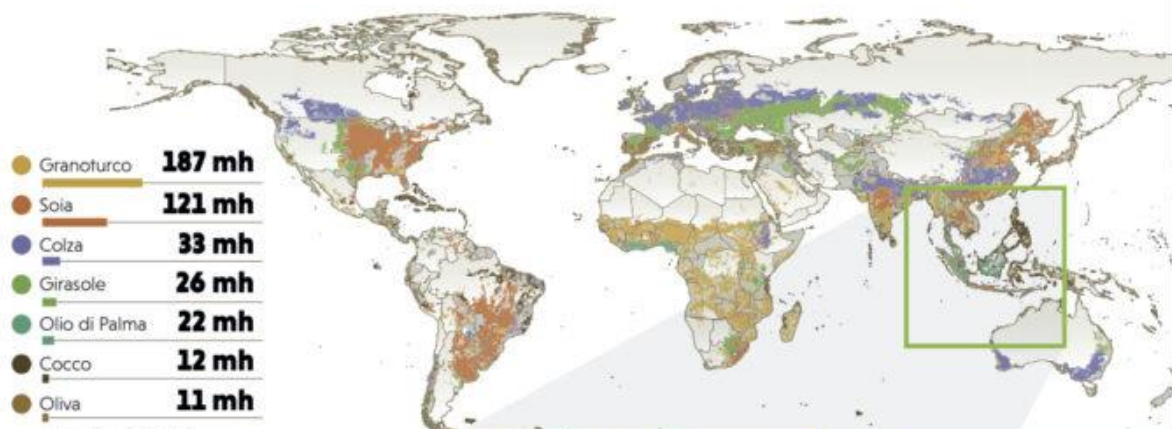 Granoturco 187 mh
Soia 121 mh
Colza 33 mh
Girasole 26 mh
Olio di Palma 22 mh
Cocco 12 mh
Oliva 11 mh